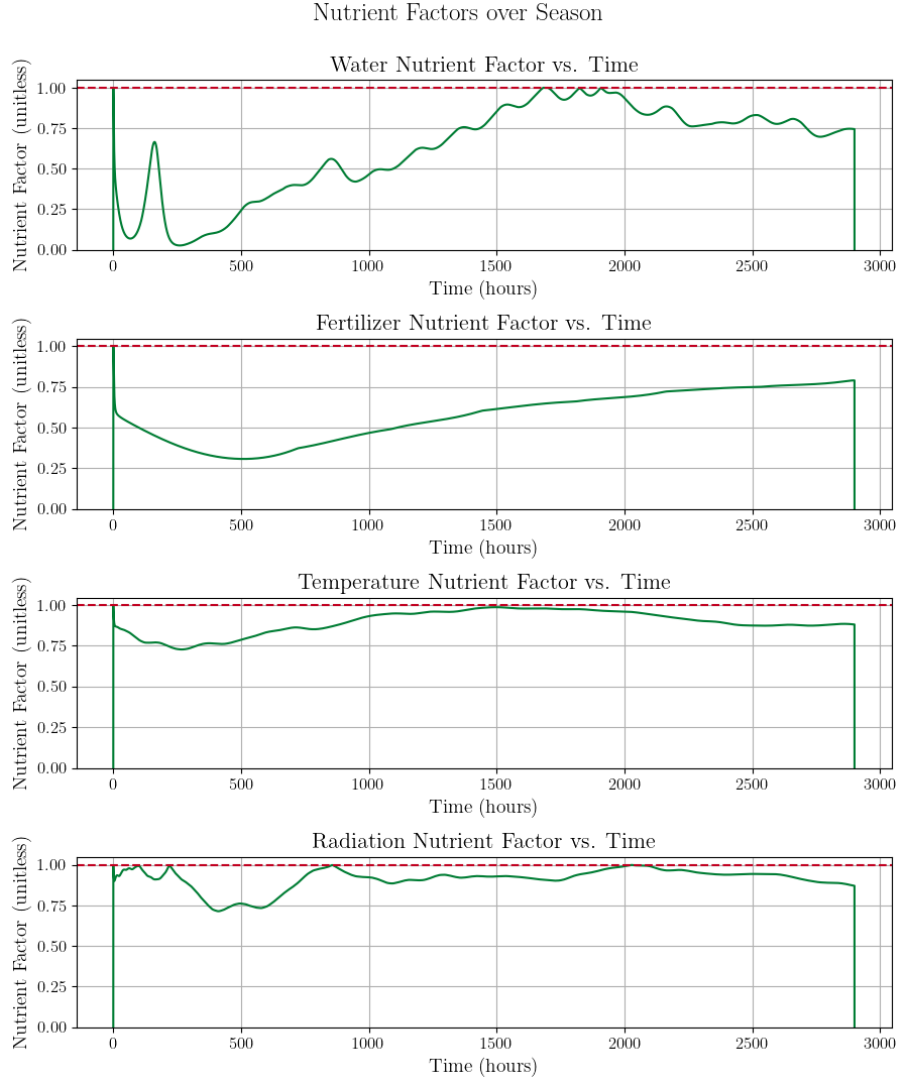 Nutrient Factors over Season
Water Nutrient Factor vs. Time
Nutrient Factor (unitless)
1.00
0.75
0.50
0.25
0.00
0 500 1000 1500 2000 2500 3000
Time (hours)
Fertilizer Nutrient Factor vs. Time
Nutrient Factor (unitless)
1.00
0.75
0.50
0.25
0.00
0 500 1000 1500 2000 2500 3000
Time (hours)
Temperature Nutrient Factor vs. Time
Nutrient Factor (unitless)
1.00
0.75
0.50
0.25
0.00
0 500 1000 1500 2000 2500 3000
Time (hours)
Radiation Nutrient Factor vs. Time
Nutrient Factor (unitless)
1.00
0.75
0.50
0.25
0.00
0 500 1000 1500 2000 2500 3000
Time (hours)